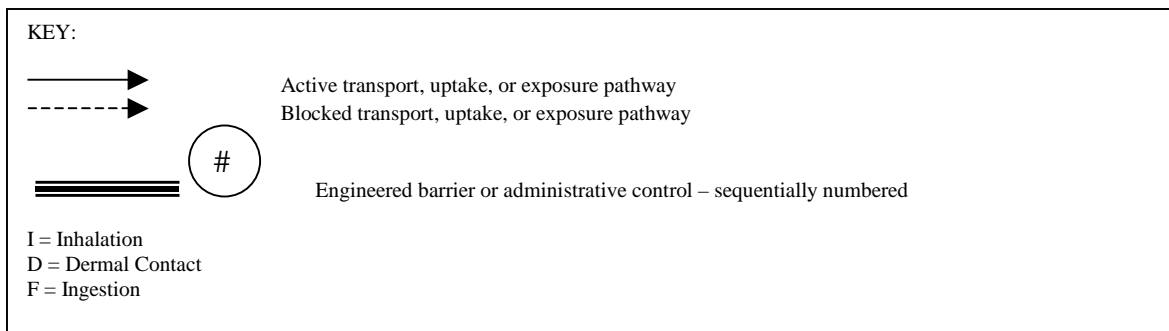 KEY:
Active transport, uptake, or exposure pathway
Blocked transport, uptake, or exposure pathway
#
Engineered barrier or administrative control – sequentially numbered
I = Inhalation
D = Dermal Contact
F = Ingestion